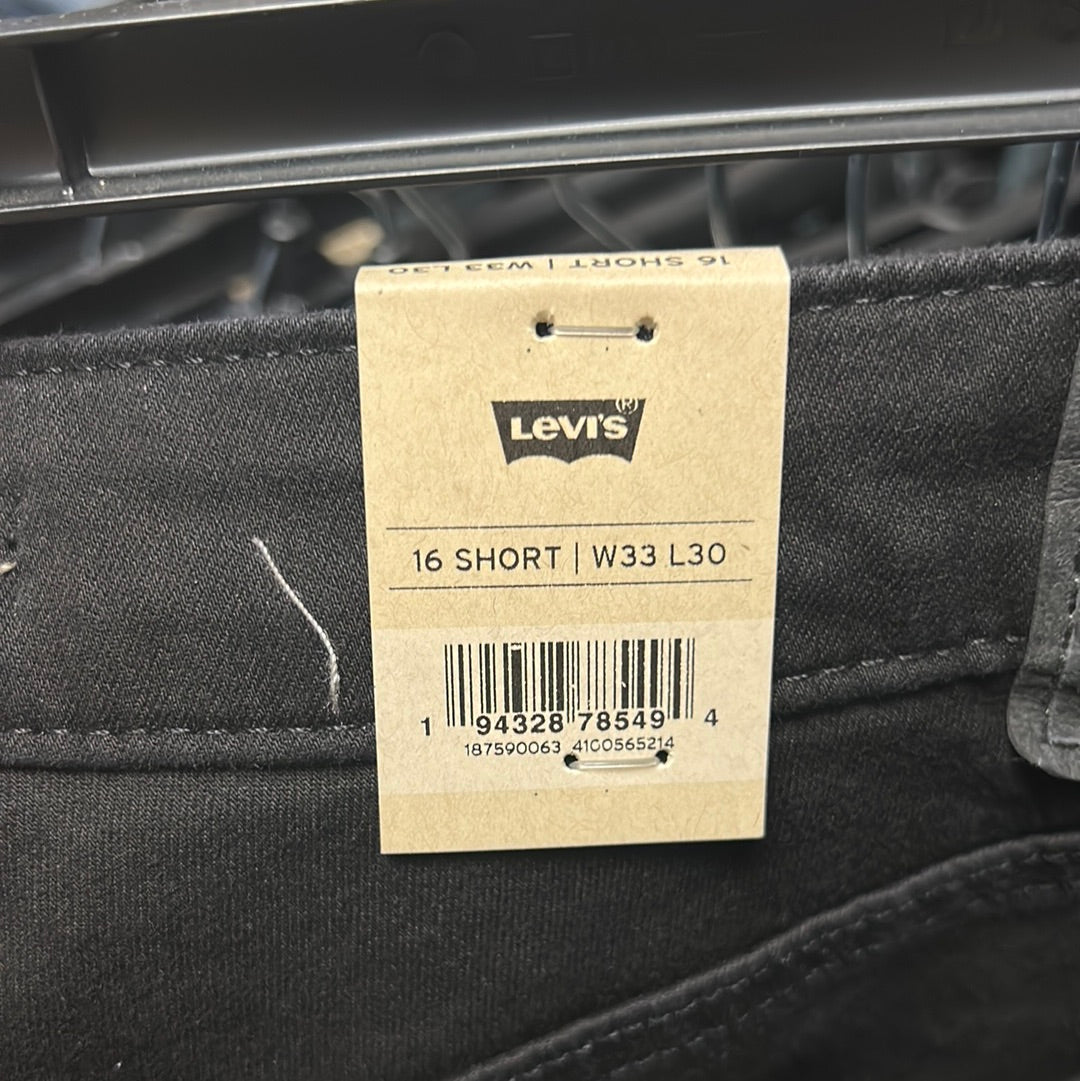 16 SHORT | W33 L30
LEVI'S®
16 SHORT | W33 L30
1 94328 78549 4
187590063 4100565214